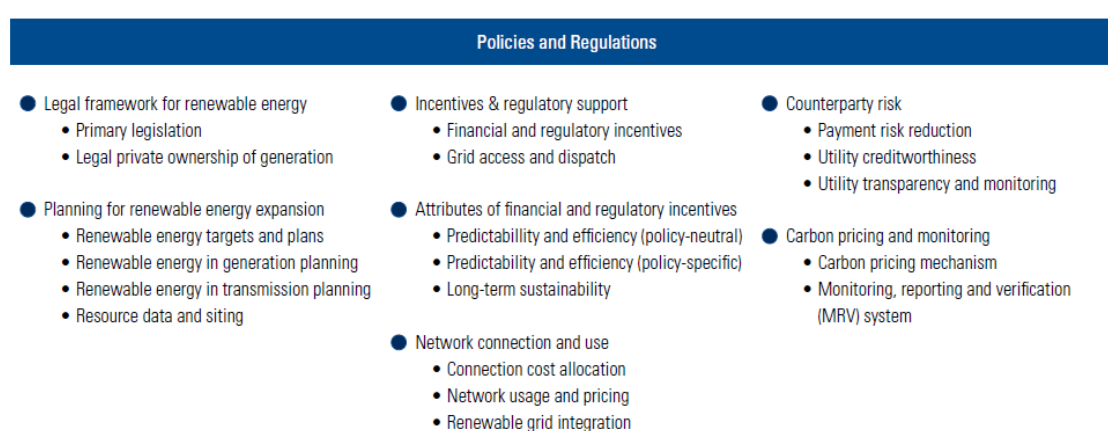 Policies and Regulations
Legal framework for renewable energy
• Primary legislation
• Legal private ownership of generation
Planning for renewable energy expansion
• Renewable energy targets and plans
• Renewable energy in generation planning
• Renewable energy in transmission planning
• Resource data and siting
Incentives & regulatory support
• Financial and regulatory incentives
• Grid access and dispatch
Attributes of financial and regulatory incentives
• Predictabillity and efficiency (policy-neutral)
• Predictability and efficiency (policy-specific)
• Long-term sustainability
Network connection and use
• Connection cost allocation
• Network usage and pricing
• Renewable grid integration
Counterparty risk
• Payment risk reduction
• Utility creditworthiness
• Utility transparency and monitoring
Carbon pricing and monitoring
• Carbon pricing mechanism
• Monitoring, reporting and verification
(MRV) system